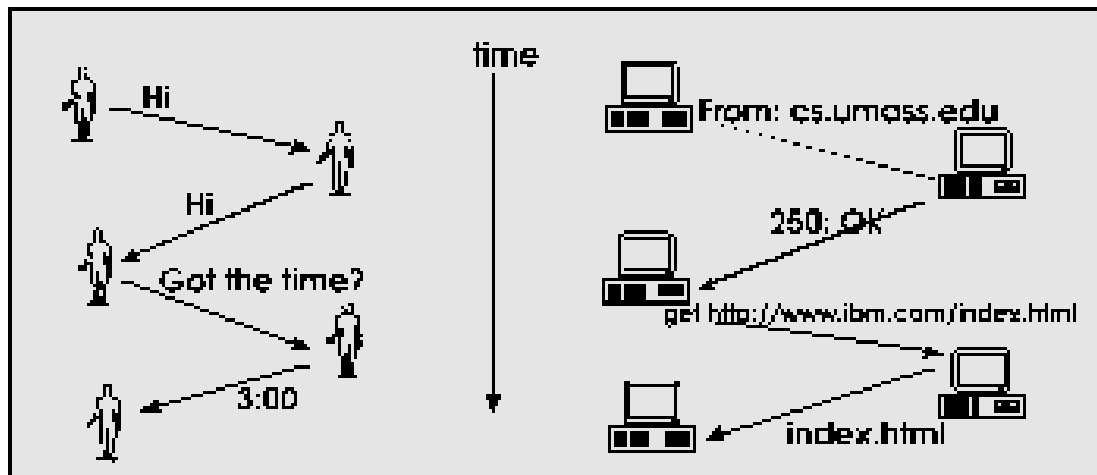 time
Hi
Hi
Got the time?
3:00
From: cs.umass.edu
250: OK
get http://www.ibm.com/index.html
index.html